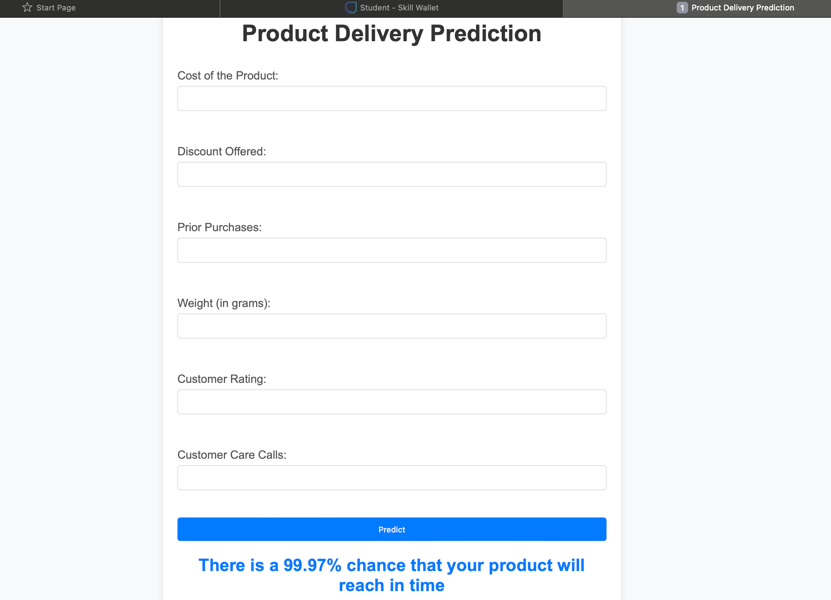 Start Page
Student - Skill Wallet
1 Product Delivery Prediction
Product Delivery Prediction
Cost of the Product:
Discount Offered:
Prior Purchases:
Weight (in grams):
Customer Rating:
Customer Care Calls:
Predict
There is a 99.97% chance that your product will
reach in time